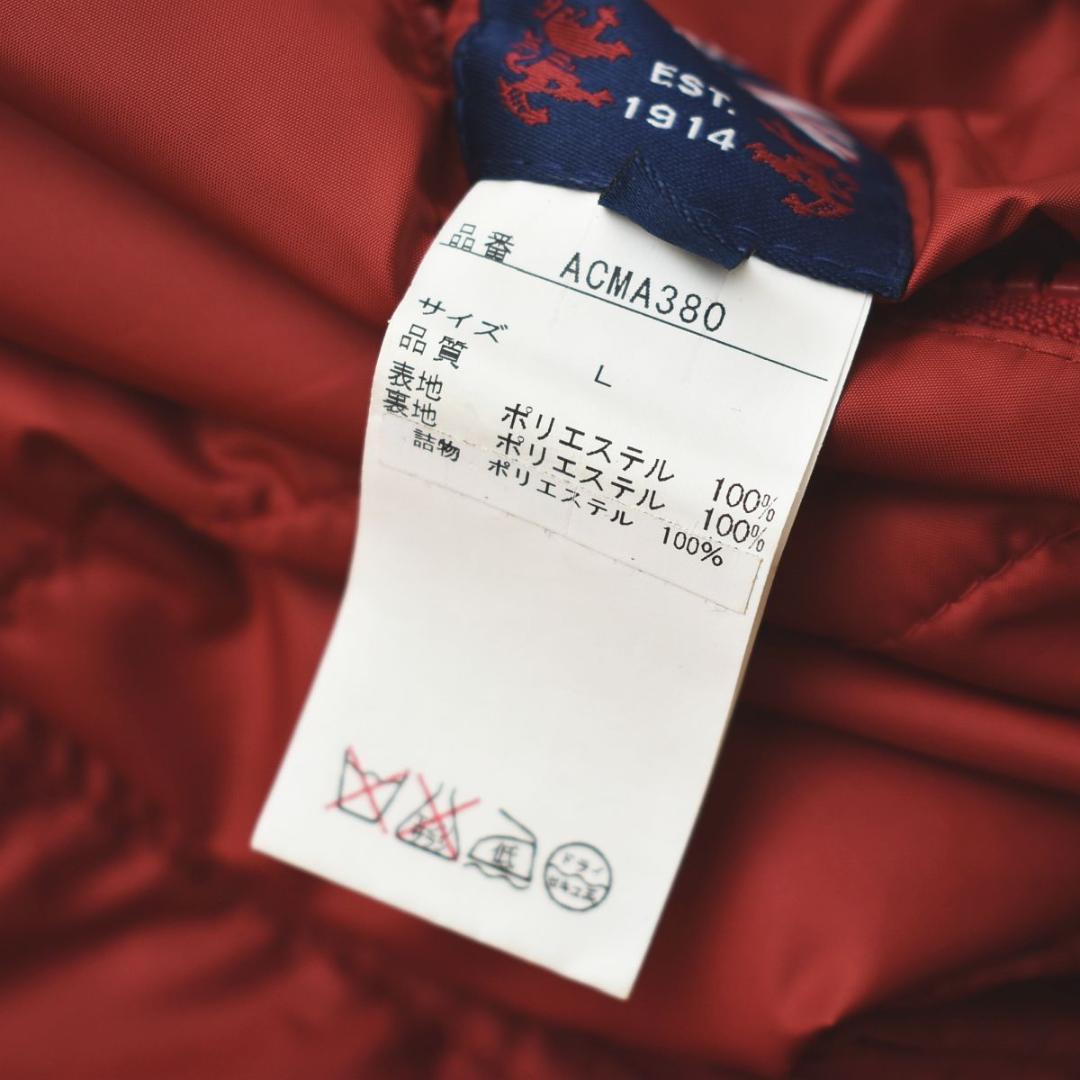 EST.
1914
品番 ACMA380
サイズ L
品質
表地 ポリエステル 100%
裏地 ポリエステル 100%
詰物 ポリエステル 100%
低
ドライ